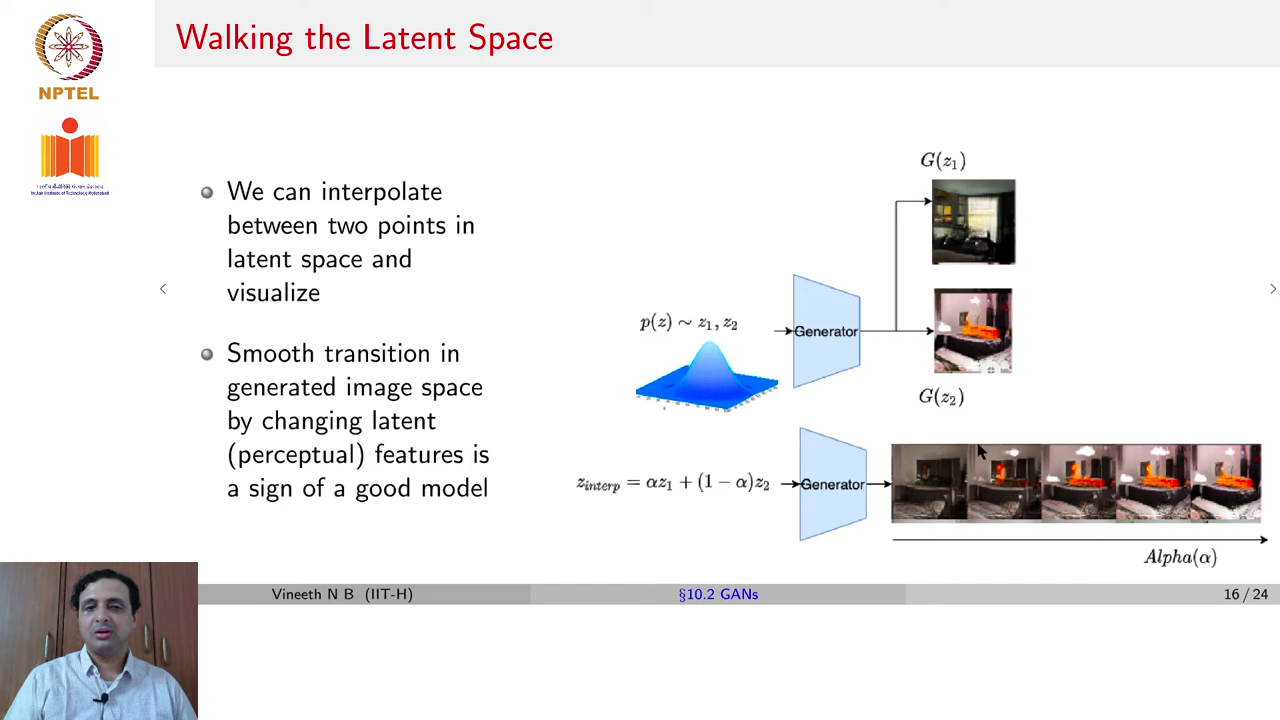 Walking the Latent Space
NPTEL
We can interpolate
between two points in
latent space and
visualize
Smooth transition in
generated image space
by changing latent
(perceptual) features is
a sign of a good model
G(z₁)
p(z) ∼ z₁, z₂
Generator
G(z₂)
z_interp = αz₁ + (1 − α)z₂
Generator
Alpha(α)
Vineeth N B (IIT-H)
§10.2 GANs
16 / 24